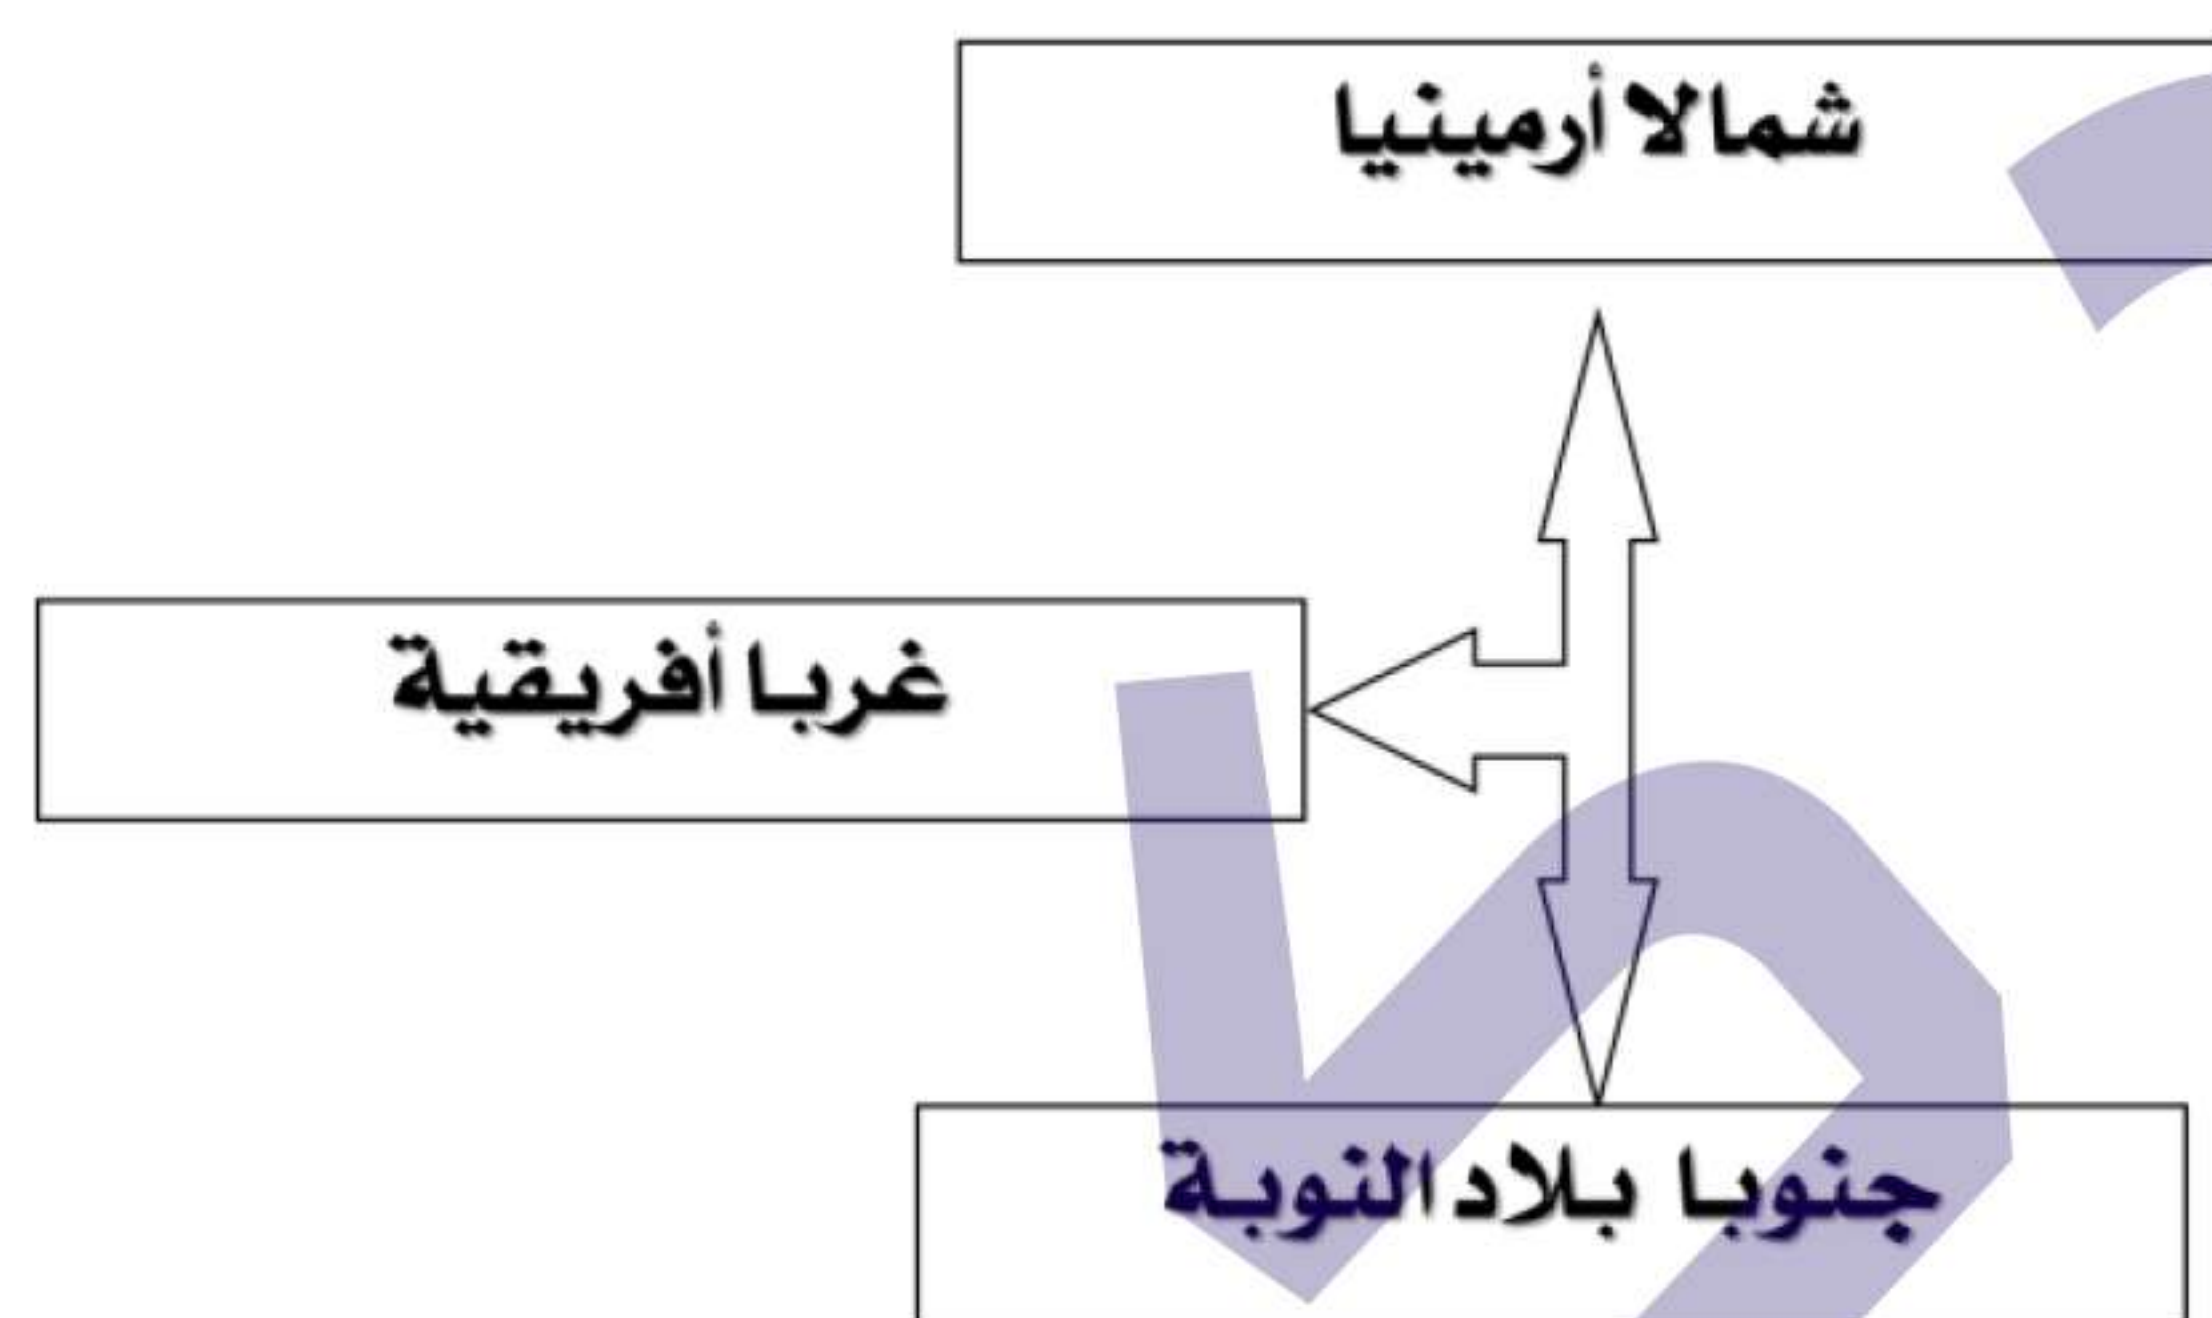 شمالا أرمينيا
غربا أفريقية
جنوبا بلاد النوبة